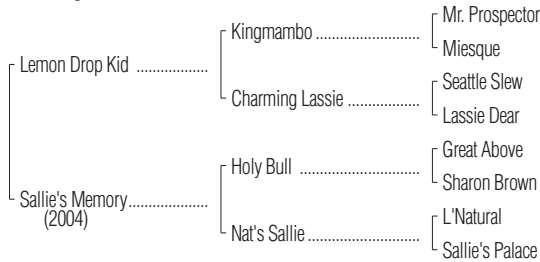 Mr. Prospector
Kingmambo ....................
Miesque
Lemon Drop Kid ..................
Seattle Slew
Charming Lassie ...............
Lassie Dear
Great Above
Holy Bull .......................
Sharon Brown
Sallie's Memory...................
(2004)
L'Natural
Nat's Sallie ......................
Sallie's Palace